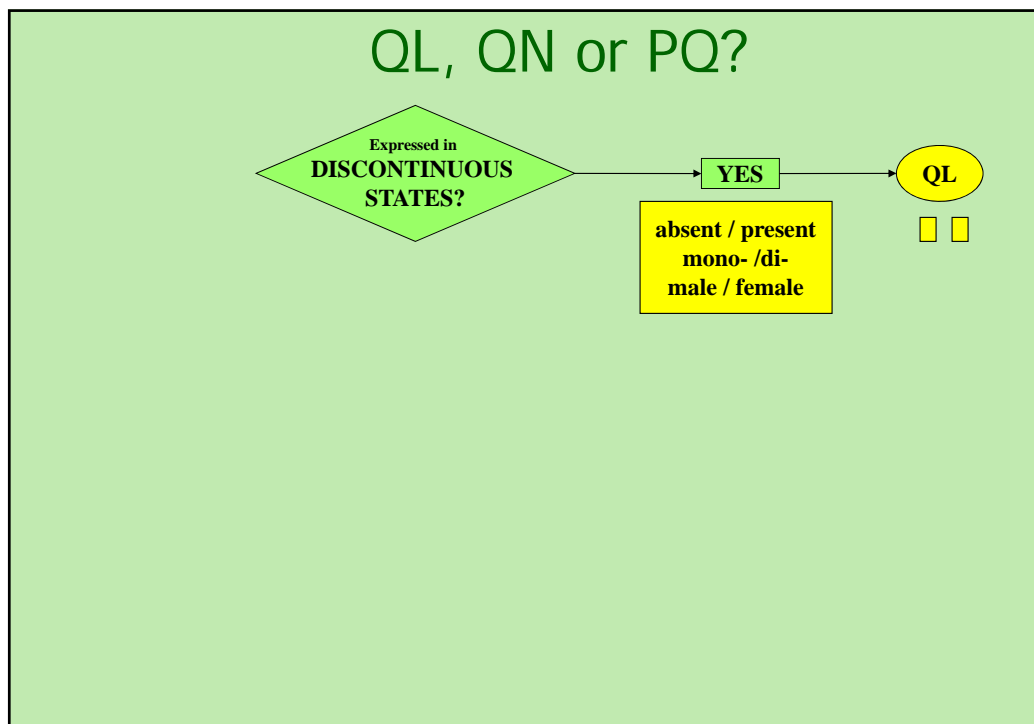 QL, QN or PQ?
Expressed in
DISCONTINUOUS
STATES?
YES
QL
absent / present
mono- /di-
male / female